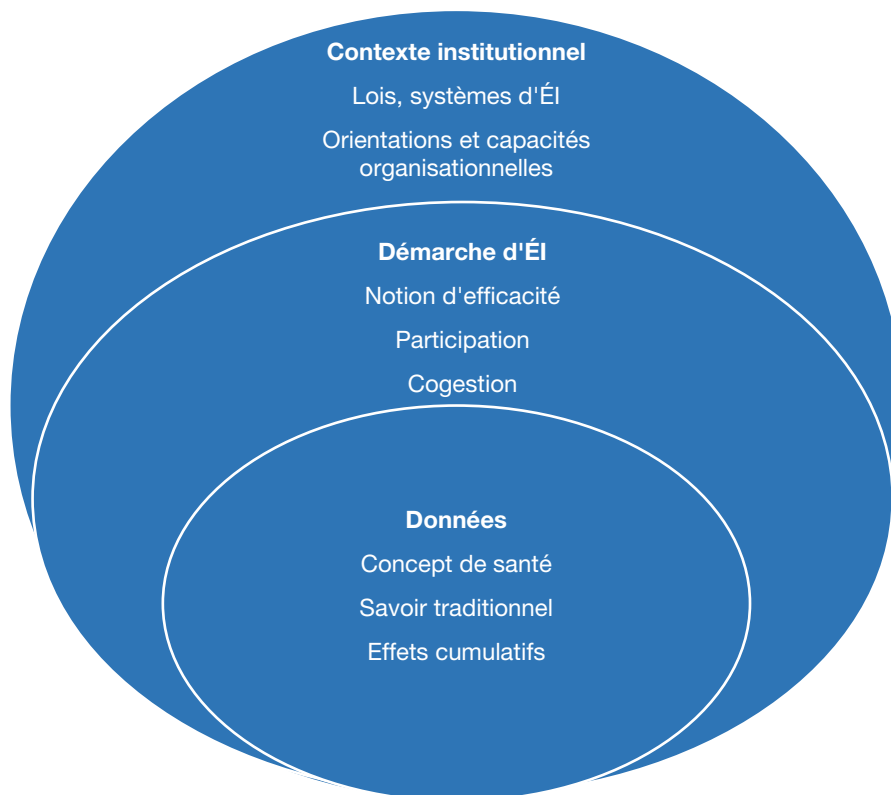 Contexte institutionnel
Lois, systèmes d'ÉI
Orientations et capacités
organisationnelles
Démarche d'ÉI
Notion d'efficacité
Participation
Cogestion
Données
Concept de santé
Savoir traditionnel
Effets cumulatifs